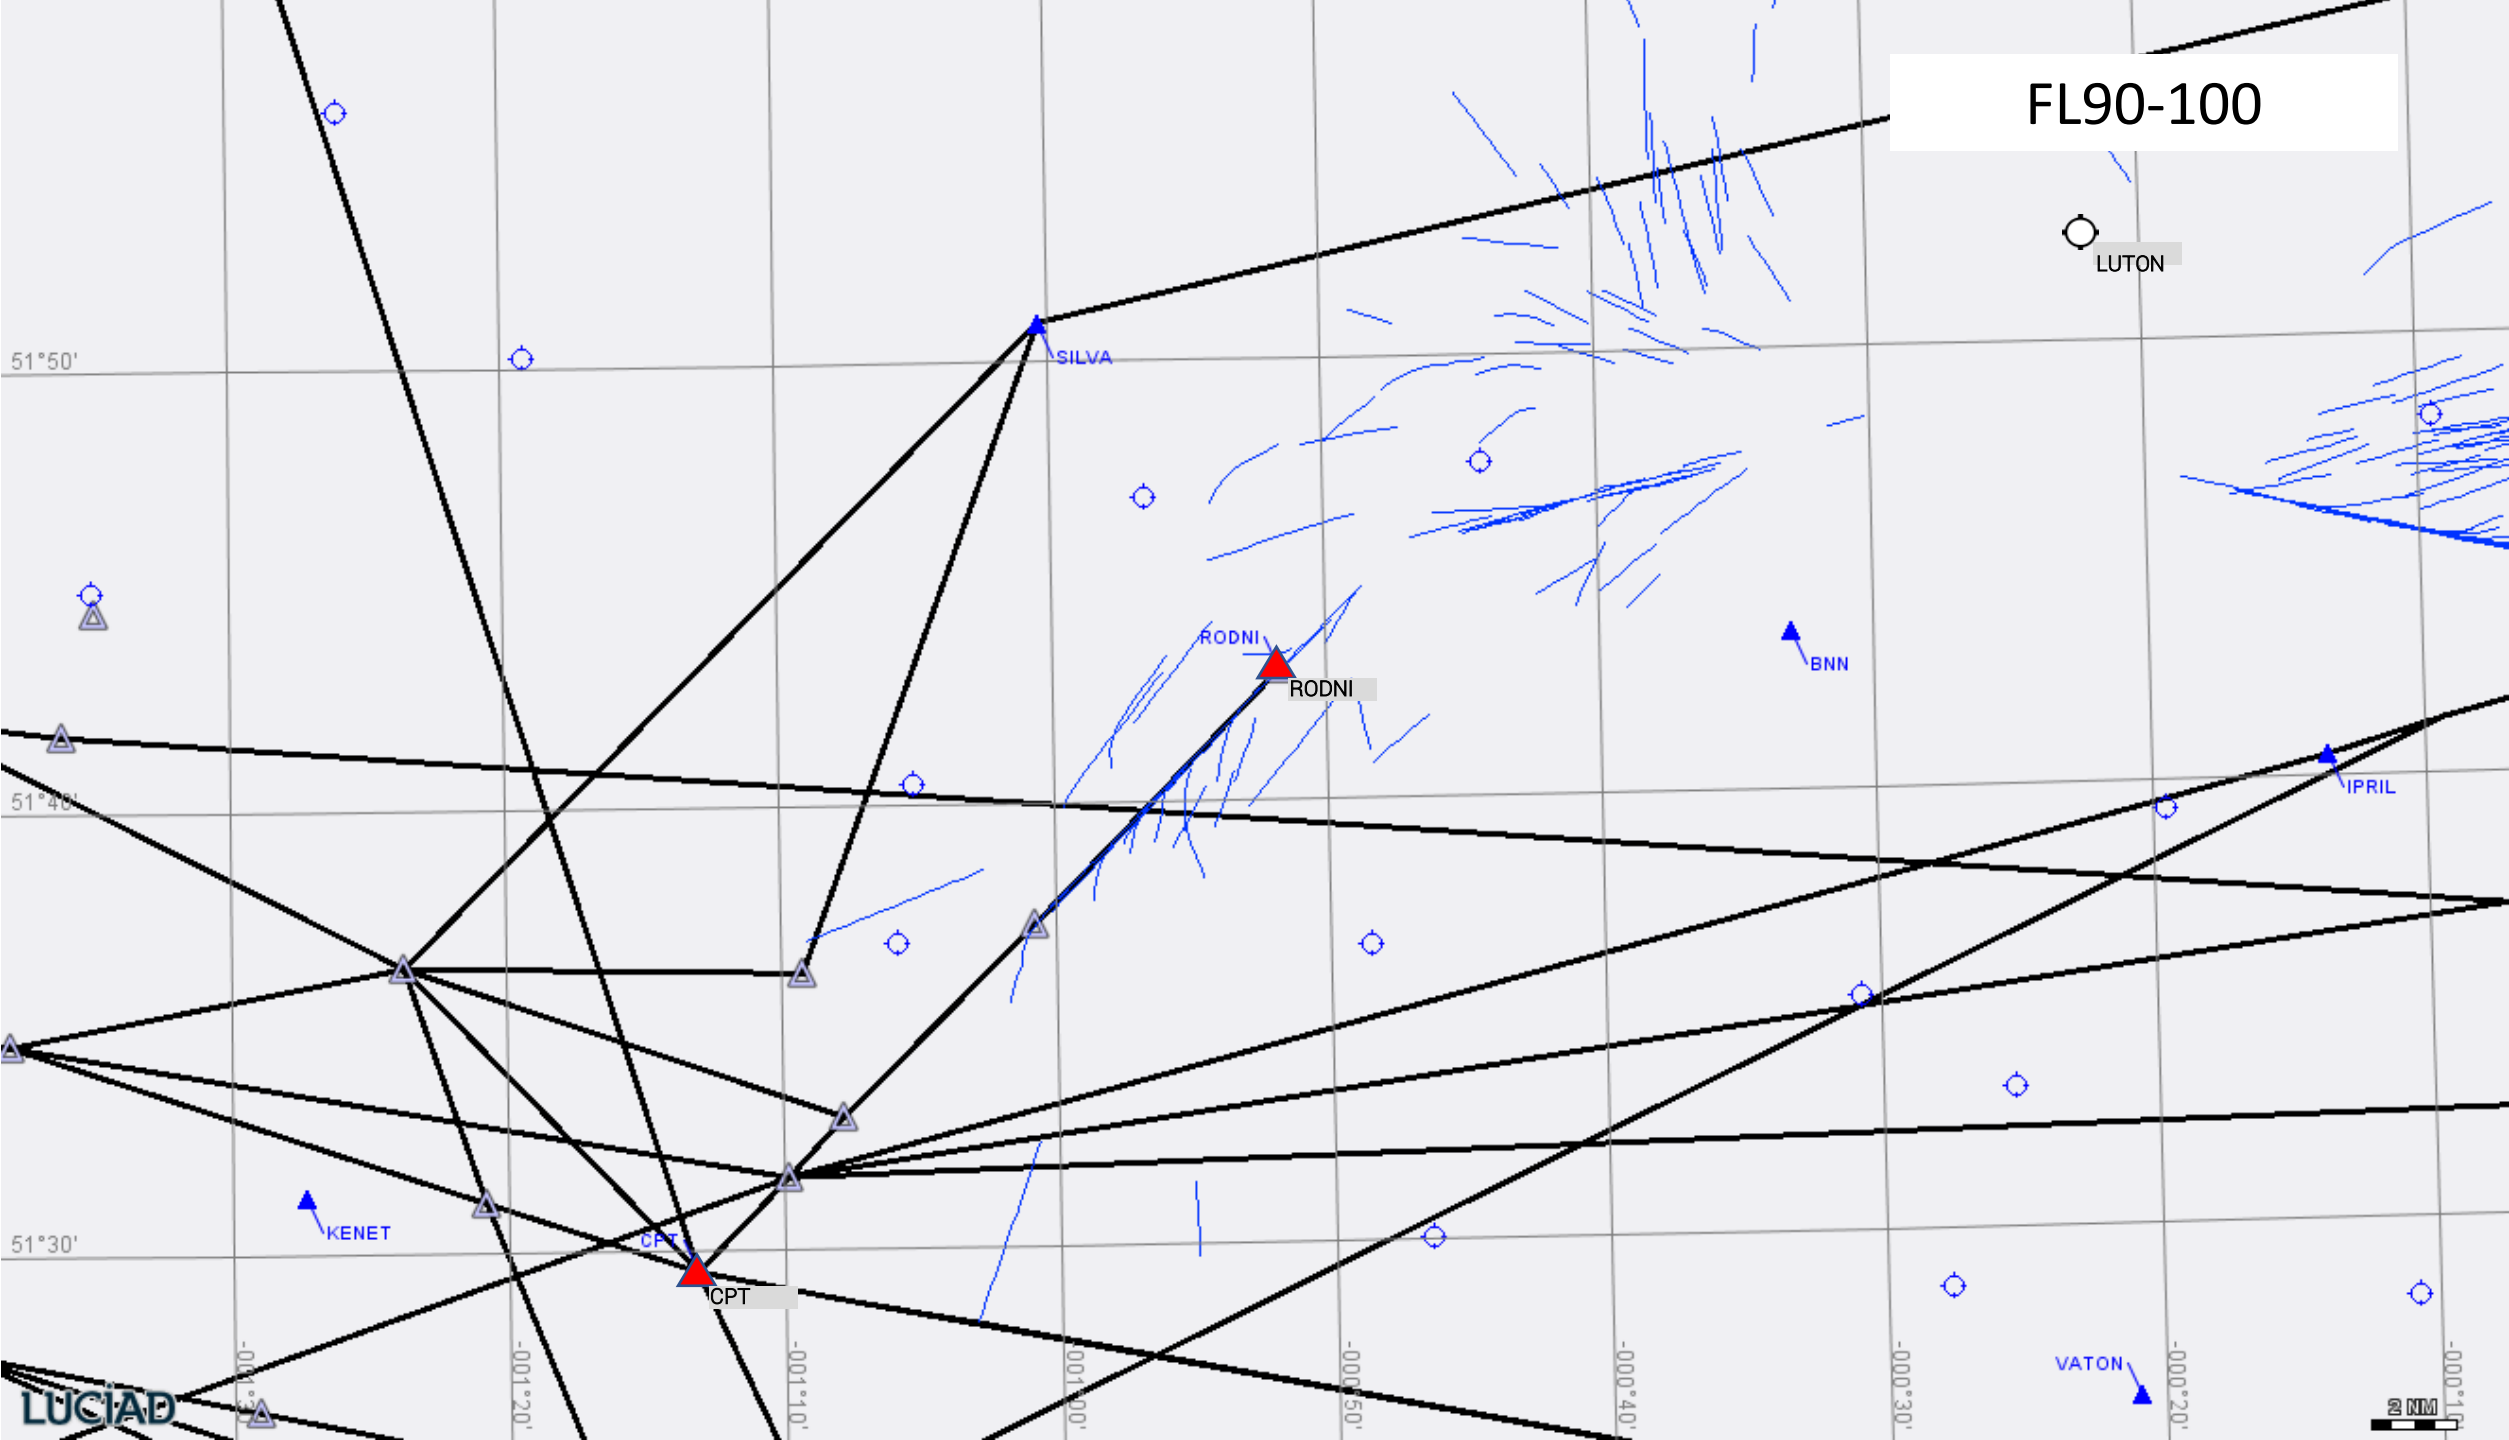 FL90-100
LUTON
SILVA
51°50'
RODNI
RODNI
BNN
IPRIL
51°40'
KENET
CPT
51°30'
CPT
VATON
LUCIAD
-001°30'
-001°20'
-001°10'
-001°00'
-000°50'
-000°40'
-000°30'
-000°20'
-000°10'
2 NM